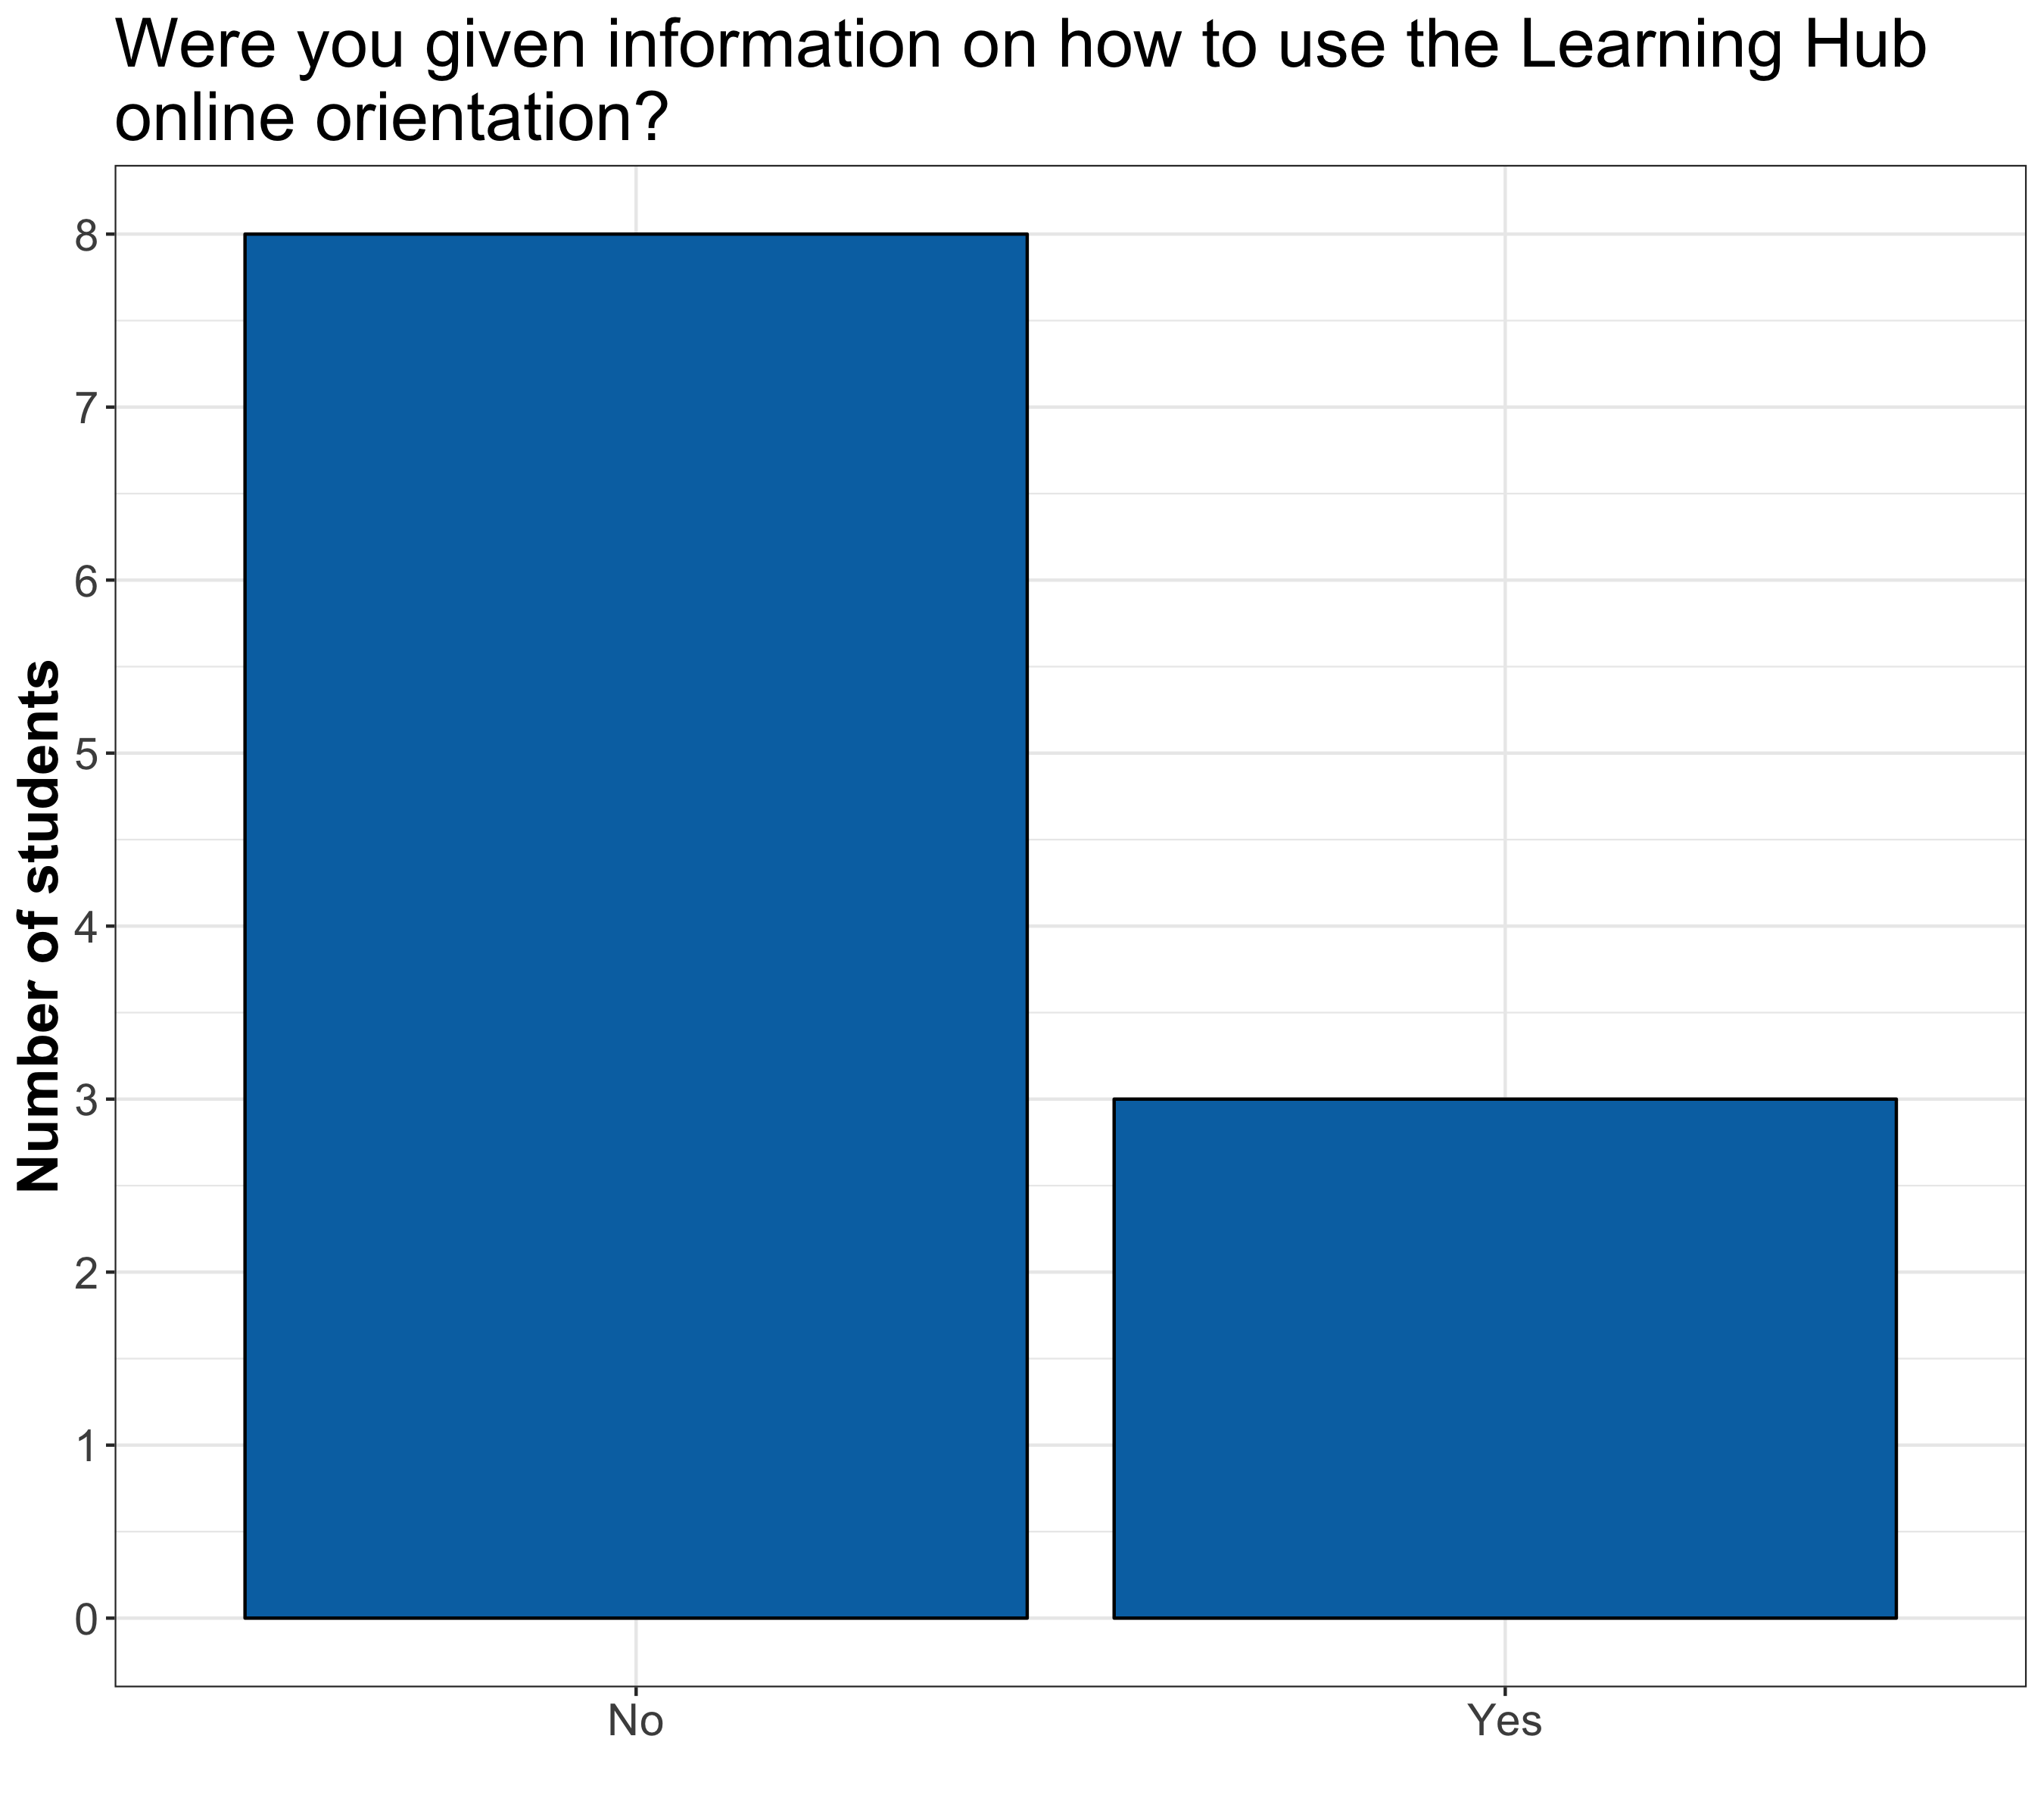 Were you given information on how to use the Learning Hub
online orientation?
8
7
6
5
4
3
2
1
0
Number of students
No
Yes